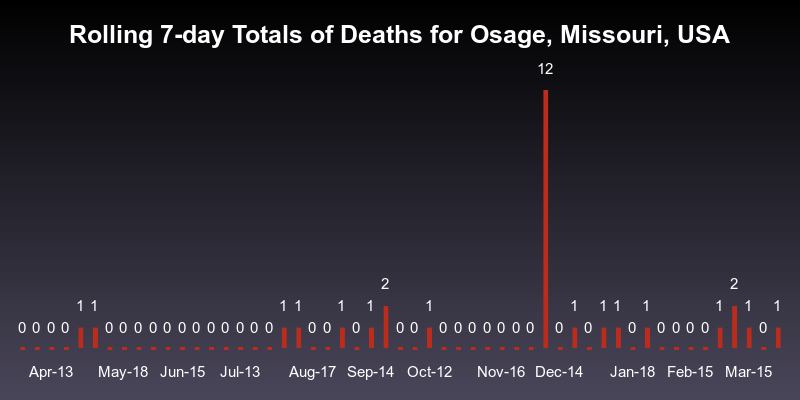 Rolling 7-day Totals of Deaths for Osage, Missouri, USA
12
2 2
1 1 1 1 1 1 1 1 1 1 1 1 1 1
0 0 0 0 0 0 0 0 0 0 0 0 0 0 0 0 0 0 0 0 0 0 0 0 0 0 0 0 0 0 0 0 0 0 0 0
Apr-13 May-18 Jun-15 Jul-13 Aug-17 Sep-14 Oct-12 Nov-16 Dec-14 Jan-18 Feb-15 Mar-15